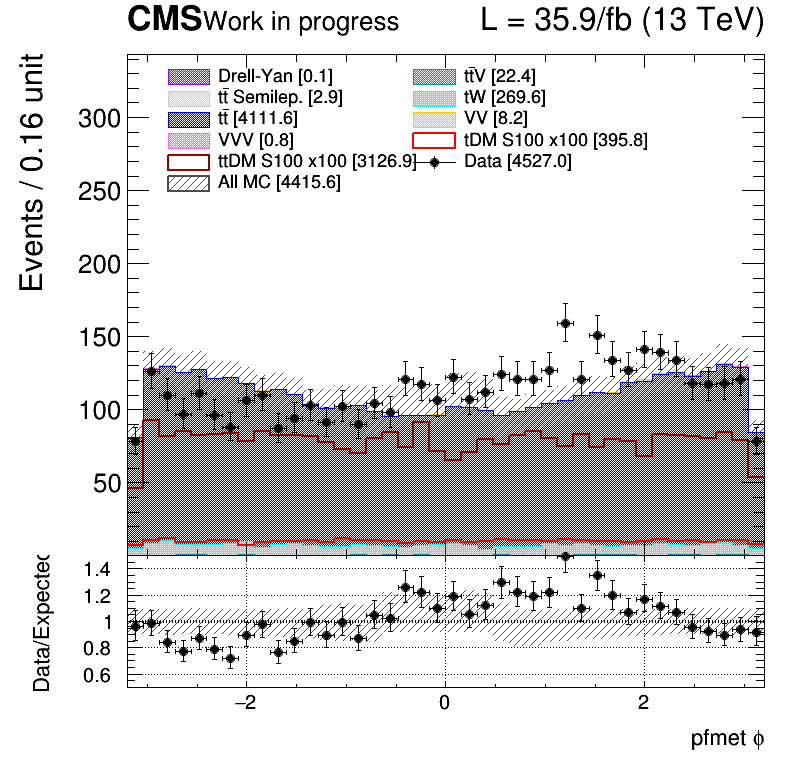 CMS Work in progress L = 35.9/fb (13 TeV)
Events / 0.16 unit
Drell-Yan [0.1] tt̄V [22.4]
tt̄ Semilep. [2.9] tW [269.6]
tt̄ [4111.6] VV [8.2]
VVV [0.8] tDM S100 x100 [395.8]
ttDM S100 x100 [3126.9] Data [4527.0]
All MC [4415.6]
300
250
200
150
100
50
Data/Expected
1.4
1.2
1
0.8
0.6
−2 0 2
pfmet ϕ